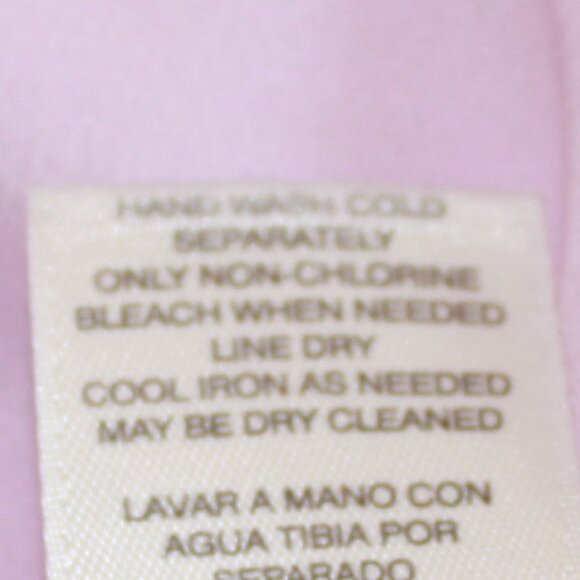 HAND WASH COLD
SEPARATELY
ONLY NON-CHLORINE
BLEACH WHEN NEEDED
LINE DRY
COOL IRON AS NEEDED
MAY BE DRY CLEANED
LAVAR A MANO CON
AGUA TIBIA POR
SEPARADO